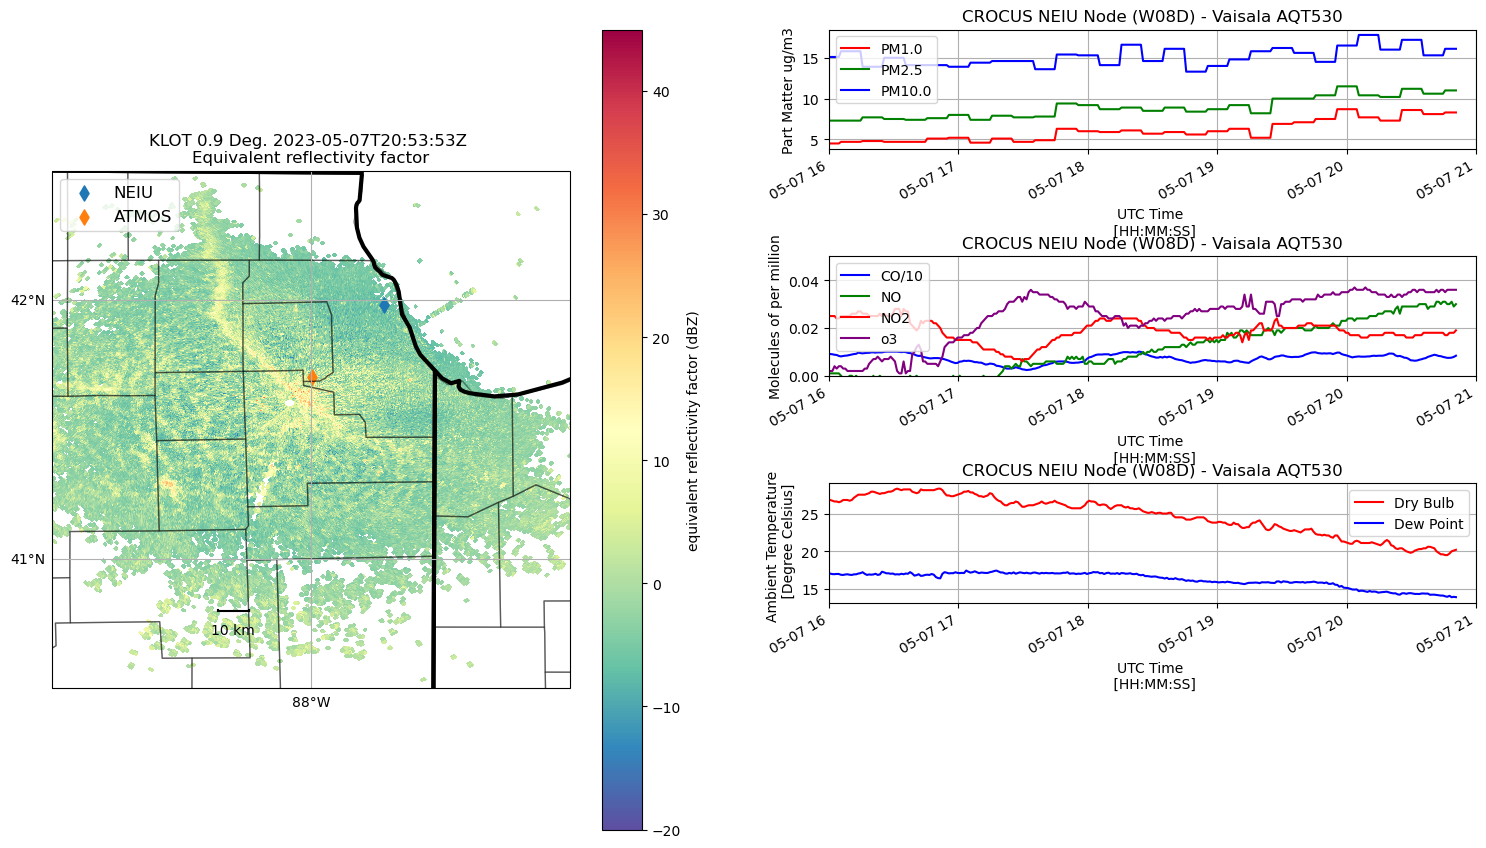 KLOT 0.9 Deg. 2023-05-07T20:53:53Z
Equivalent reflectivity factor
NEIU
ATMOS
42°N
41°N
10 km
88°W
40
30
20
10
0
−10
−20
equivalent reflectivity factor (dBZ)
CROCUS NEIU Node (W08D) - Vaisala AQT530
Part Matter ug/m3
15
10
5
PM1.0
PM2.5
PM10.0
05-07 16
05-07 17
05-07 18
05-07 19
05-07 20
05-07 21
UTC Time
[HH:MM:SS]
CROCUS NEIU Node (W08D) - Vaisala AQT530
Molecules of per million
0.04
0.02
0.00
CO/10
NO
NO2
o3
05-07 16
05-07 17
05-07 18
05-07 19
05-07 20
05-07 21
UTC Time
[HH:MM:SS]
CROCUS NEIU Node (W08D) - Vaisala AQT530
Ambient Temperature
[Degree Celsius]
25
20
15
Dry Bulb
Dew Point
05-07 16
05-07 17
05-07 18
05-07 19
05-07 20
05-07 21
UTC Time
[HH:MM:SS]